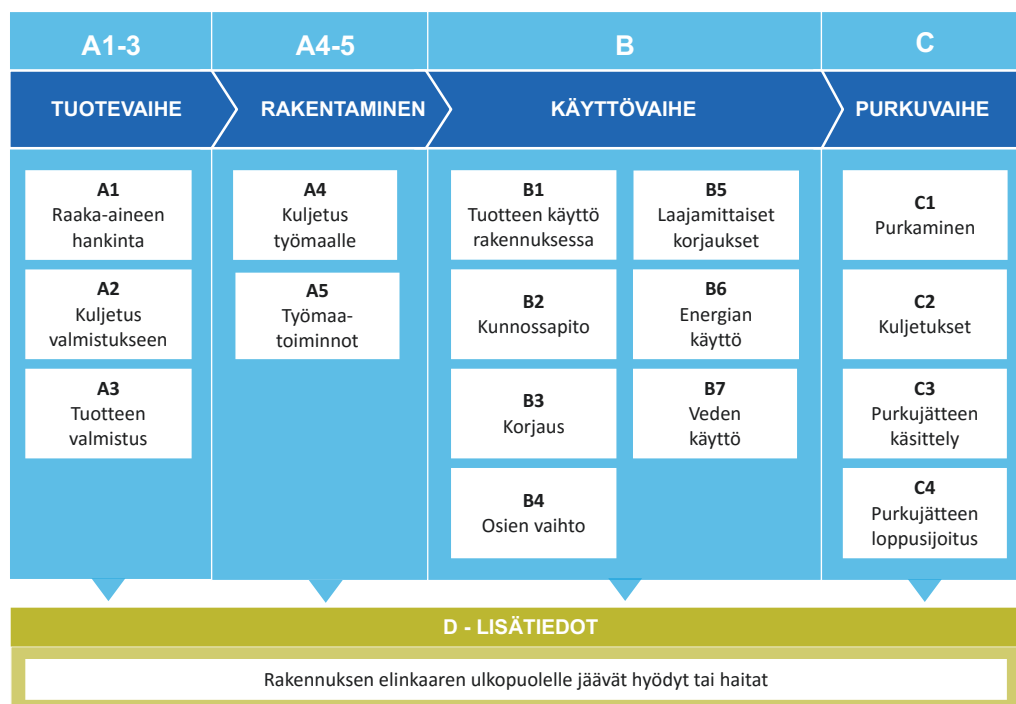 A1-3
A4-5
B
C
TUOTEVAIHE
RAKENTAMINEN
KÄYTTÖVAIHE
PURKUVAIHE
A1
Raaka-aineen
hankinta
A2
Kuljetus
valmistukseen
A3
Tuotteen
valmistus
A4
Kuljetus
työmaalle
A5
Työmaa-
toiminnot
B1
Tuotteen käyttö
rakennuksessa
B2
Kunnossapito
B3
Korjaus
B4
Osien vaihto
B5
Laajamittaiset
korjaukset
B6
Energian
käyttö
B7
Veden
käyttö
C1
Purkaminen
C2
Kuljetukset
C3
Purkujätteen
käsittely
C4
Purkujätteen
loppusijoitus
D - LISÄTIEDOT
Rakennuksen elinkaaren ulkopuolelle jäävät hyödyt tai haitat